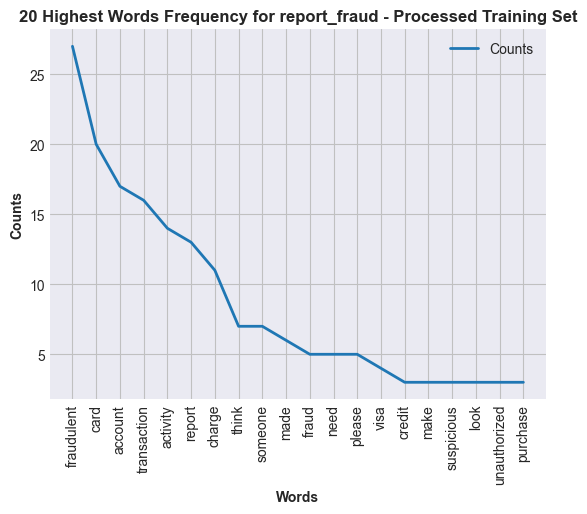 20 Highest Words Frequency for report_fraud - Processed Training Set
Counts
25
20
15
10
5
Counts
fraudulent
card
account
transaction
activity
report
charge
think
someone
made
fraud
need
please
visa
credit
make
suspicious
look
unauthorized
purchase
Words